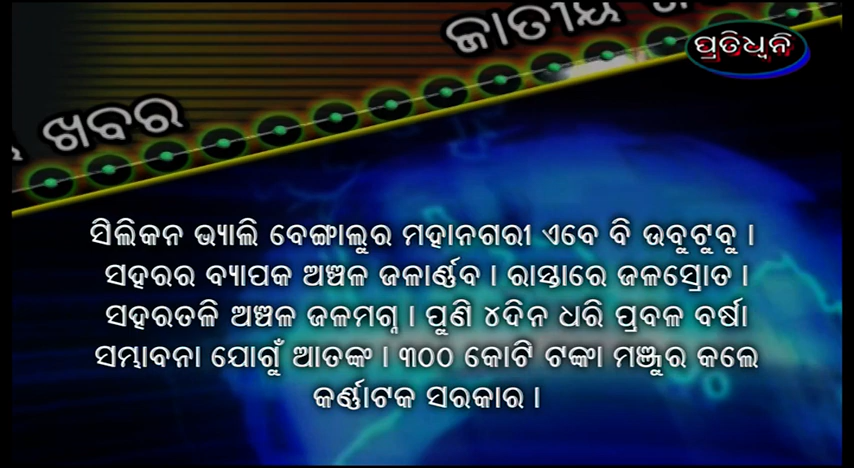 ଜାତୀୟ
ପ୍ରତିଧ୍ୱନି
ଖବର
ସିଲିକନ ଭ୍ୟାଲି ବେଙ୍ଗାଲୁର ମହାନଗରୀ ଏବେ ବି ଉବୁଟୁବୁ ।
ସହରର ବ୍ୟାପକ ଅଞ୍ଚଳ ଜଳାର୍ଣ୍ଣବ । ରାସ୍ତାରେ ଜଳସ୍ରୋତ ।
ସହରତଳି ଅଞ୍ଚଳ ଜଳମଗ୍ନ । ପୁଣି ୪ଦିନ ଧରି ପ୍ରବଳ ବର୍ଷା
ସମ୍ଭାବନା ଯୋଗୁଁ ଆତଙ୍କ । ୩୦୦ କୋଟି ଟଙ୍କା ମଞ୍ଜୁର କଲେ
କର୍ଣ୍ଣାଟକ ସରକାର ।